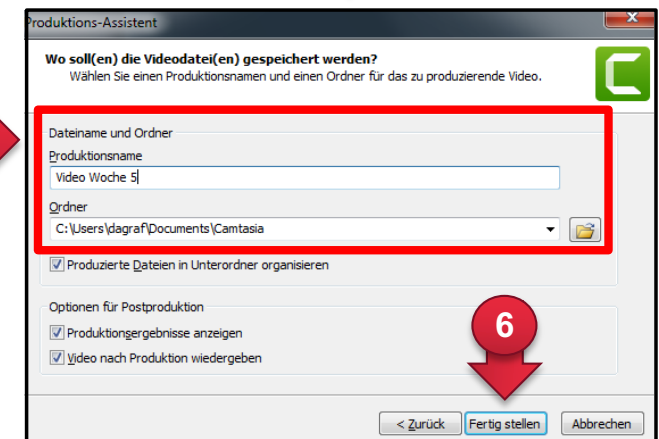 Produktions-Assistent
Wo soll(en) die Videodatei(en) gespeichert werden?
Wählen Sie einen Produktionsnamen und einen Ordner für das zu produzierende Video.
Dateiname und Ordner
Produktionsname
Video Woche 5
Ordner
C:\Users\dagraf\Documents\Camtasia
Produzierte Dateien in Unterordner organisieren
Optionen für Postproduktion
Produktionsergebnisse anzeigen
Video nach Produktion wiedergeben
6
< Zurück Fertig stellen Abbrechen